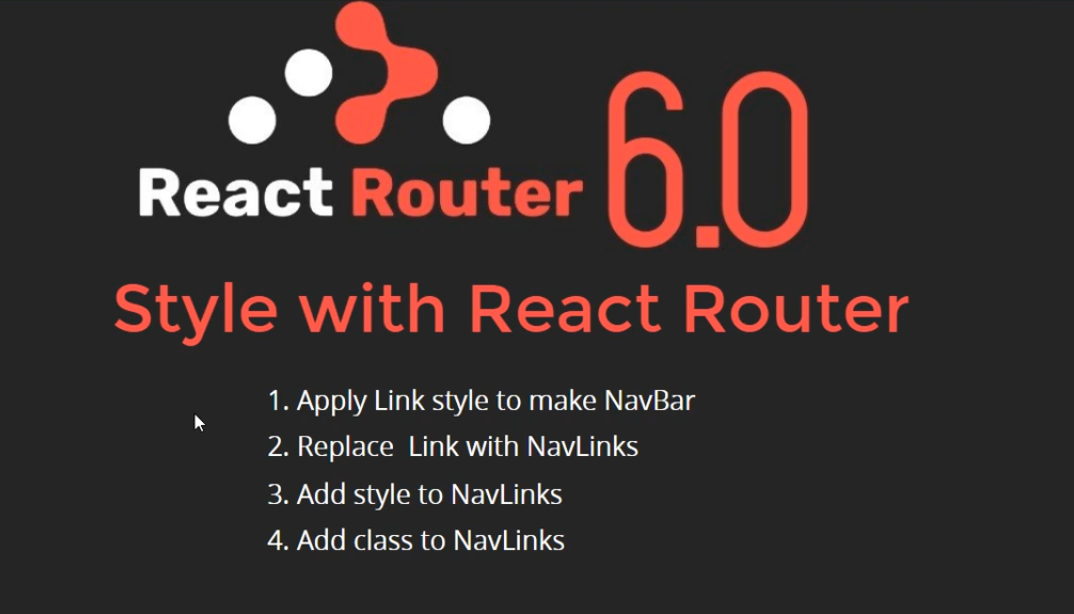 React Router 6.0
Style with React Router
1. Apply Link style to make NavBar
2. Replace Link with NavLinks
3. Add style to NavLinks
4. Add class to NavLinks